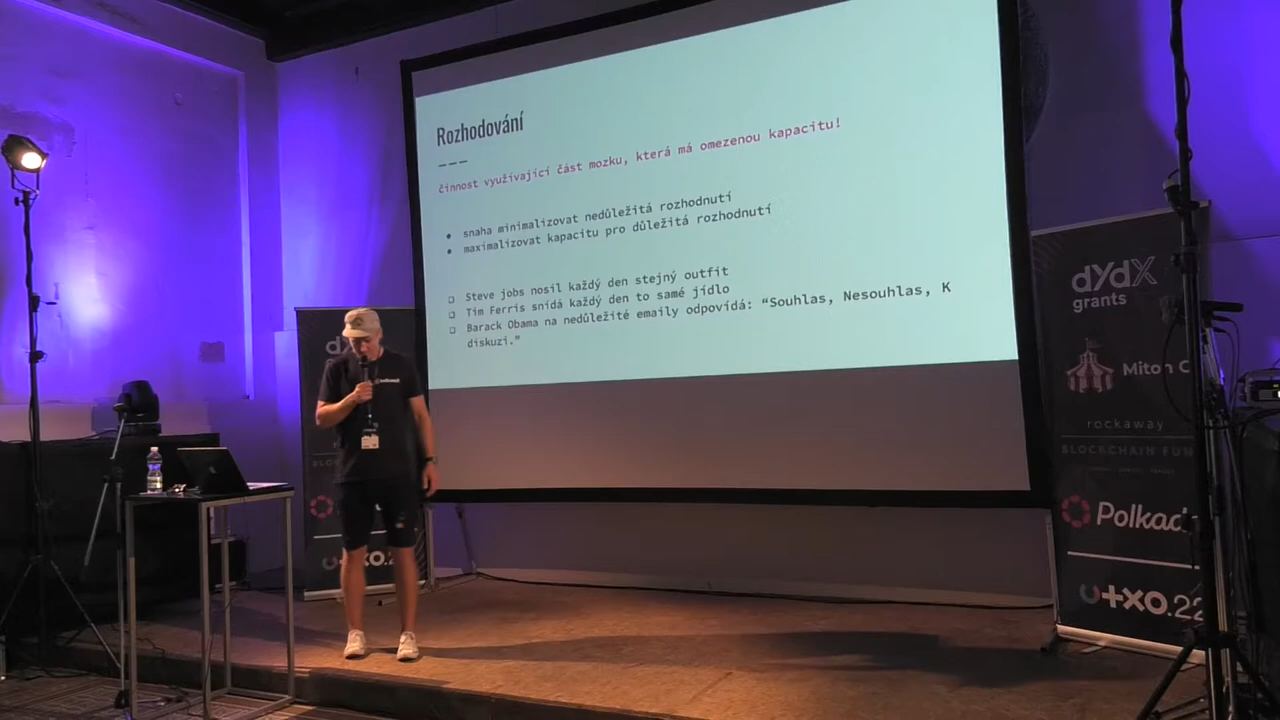 Rozhodování
———
činnost využívající část mozku, která má omezenou kapacitu!
● snaha minimalizovat nedůležitá rozhodnutí
● maximalizovat kapacitu pro důležitá rozhodnutí
❏ Steve jobs nosil každý den stejný outfit
❏ Tim Ferris snídá každý den to samé jídlo
❏ Barack Obama na nedůležité emaily odpovídá: “Souhlas, Nesouhlas, K
diskuzi.”
dYdX
grants
Miton C
rockaway
BLOCKCHAIN FUN
Polkad
UTXO.22